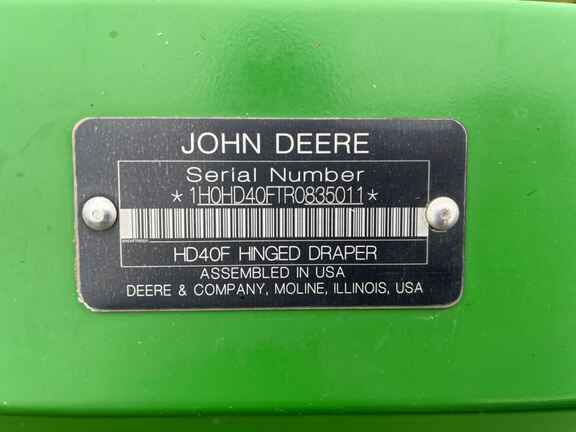 JOHN DEERE
Serial Number
*1H0HD40FTR0835011*
HD40F HINGED DRAPER
ASSEMBLED IN USA
DEERE & COMPANY, MOLINE, ILLINOIS, USA